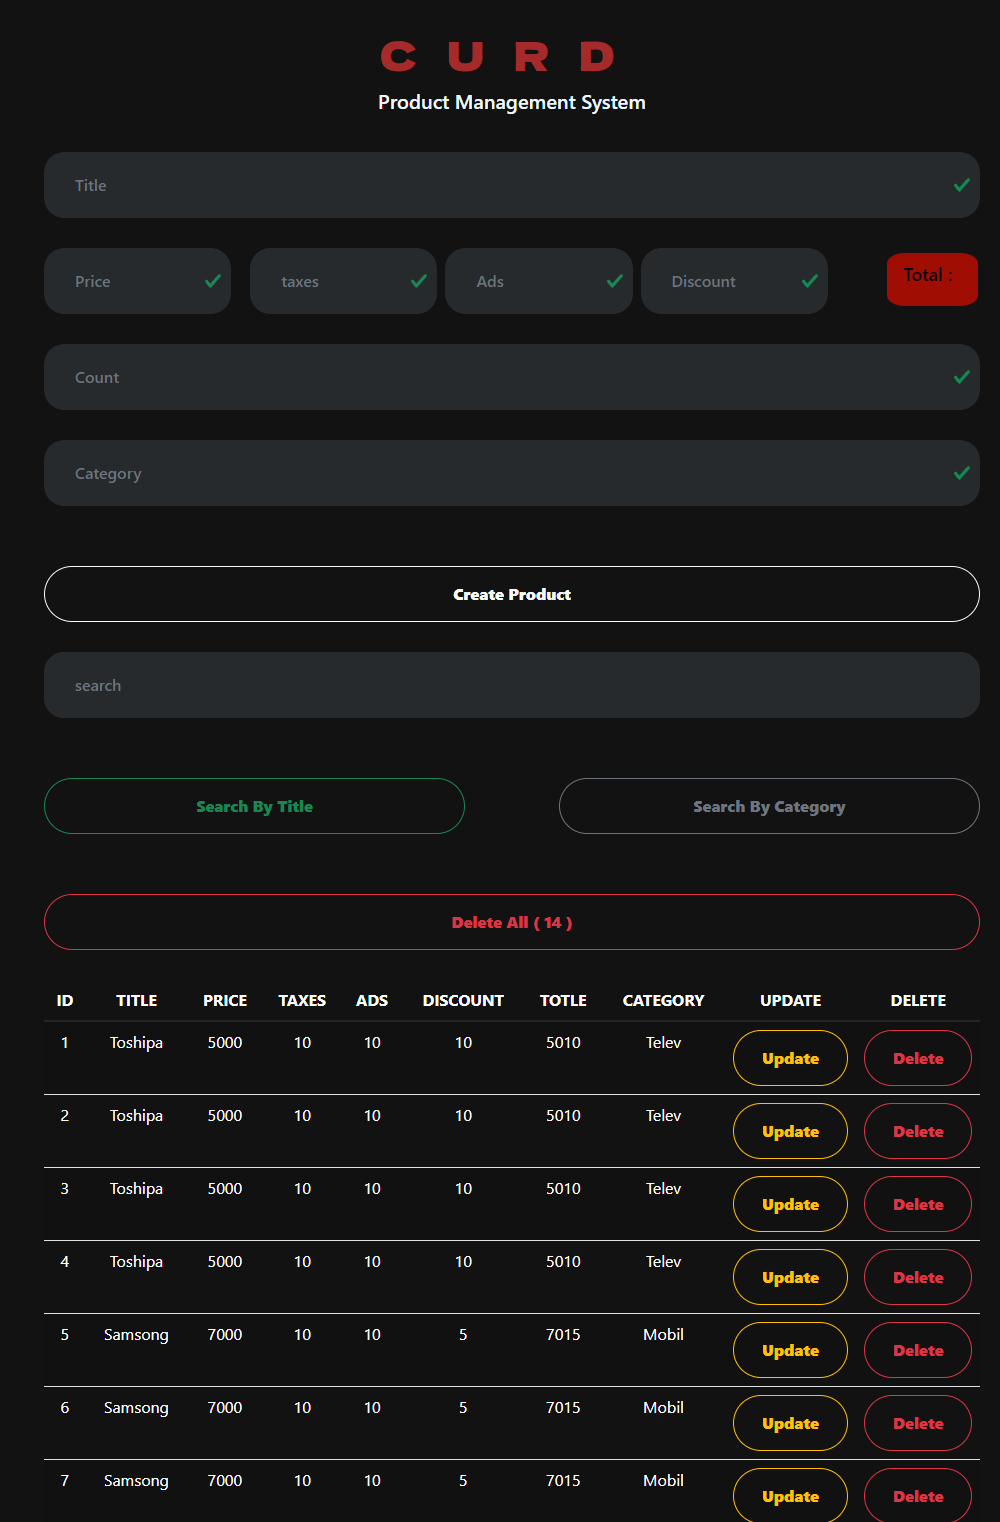 C U R D
Product Management System
Title
Price taxes Ads Discount Total :
Count
Category
Create Product
search
Search By Title Search By Category
Delete All ( 14 )
ID TITLE PRICE TAXES ADS DISCOUNT TOTLE CATEGORY UPDATE DELETE
1 Toshipa 5000 10 10 10 5010 Telev Update Delete
2 Toshipa 5000 10 10 10 5010 Telev Update Delete
3 Toshipa 5000 10 10 10 5010 Telev Update Delete
4 Toshipa 5000 10 10 10 5010 Telev Update Delete
5 Samsong 7000 10 10 5 7015 Mobil Update Delete
6 Samsong 7000 10 10 5 7015 Mobil Update Delete
7 Samsong 7000 10 10 5 7015 Mobil Update Delete